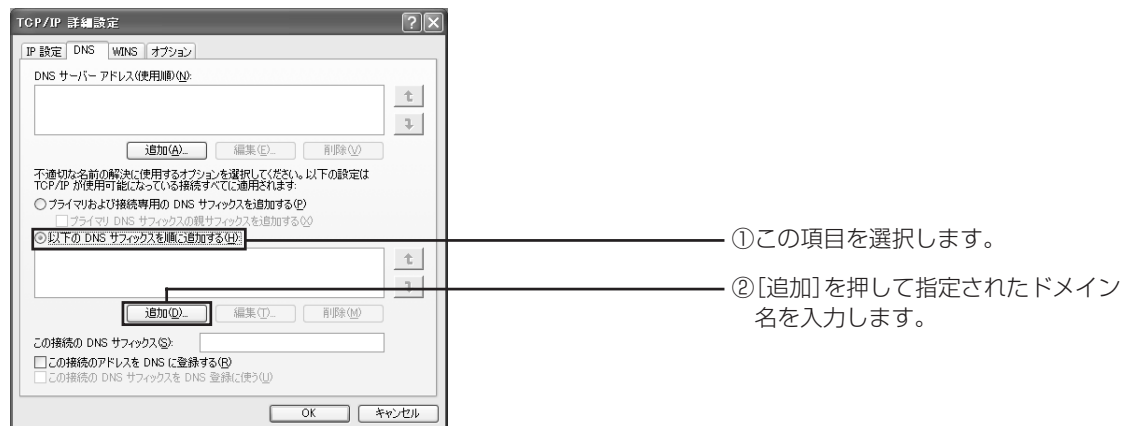 TCP/IP 詳細設定
IP 設定 DNS WINS オプション
DNS サーバー アドレス(使用順)(N):
追加(A)... 編集(E)... 削除(V)
不適切な名前の解決に使用するオプションを選択してください。以下の設定は
TCP/IP が使用可能になっている接続すべてに適用されます:
プライマリおよび接続専用の DNS サフィックスを追加する(P)
プライマリ DNS サフィックスの親サフィックスを追加する(X)
以下の DNS サフィックスを順に追加する(H):
①この項目を選択します。
②[追加]を押して指定されたドメイン
名を入力します。
追加(D)... 編集(T)... 削除(M)
この接続の DNS サフィックス(S):
この接続のアドレスを DNS に登録する(R)
この接続の DNS サフィックスを DNS 登録に使う(U)
OK キャンセル